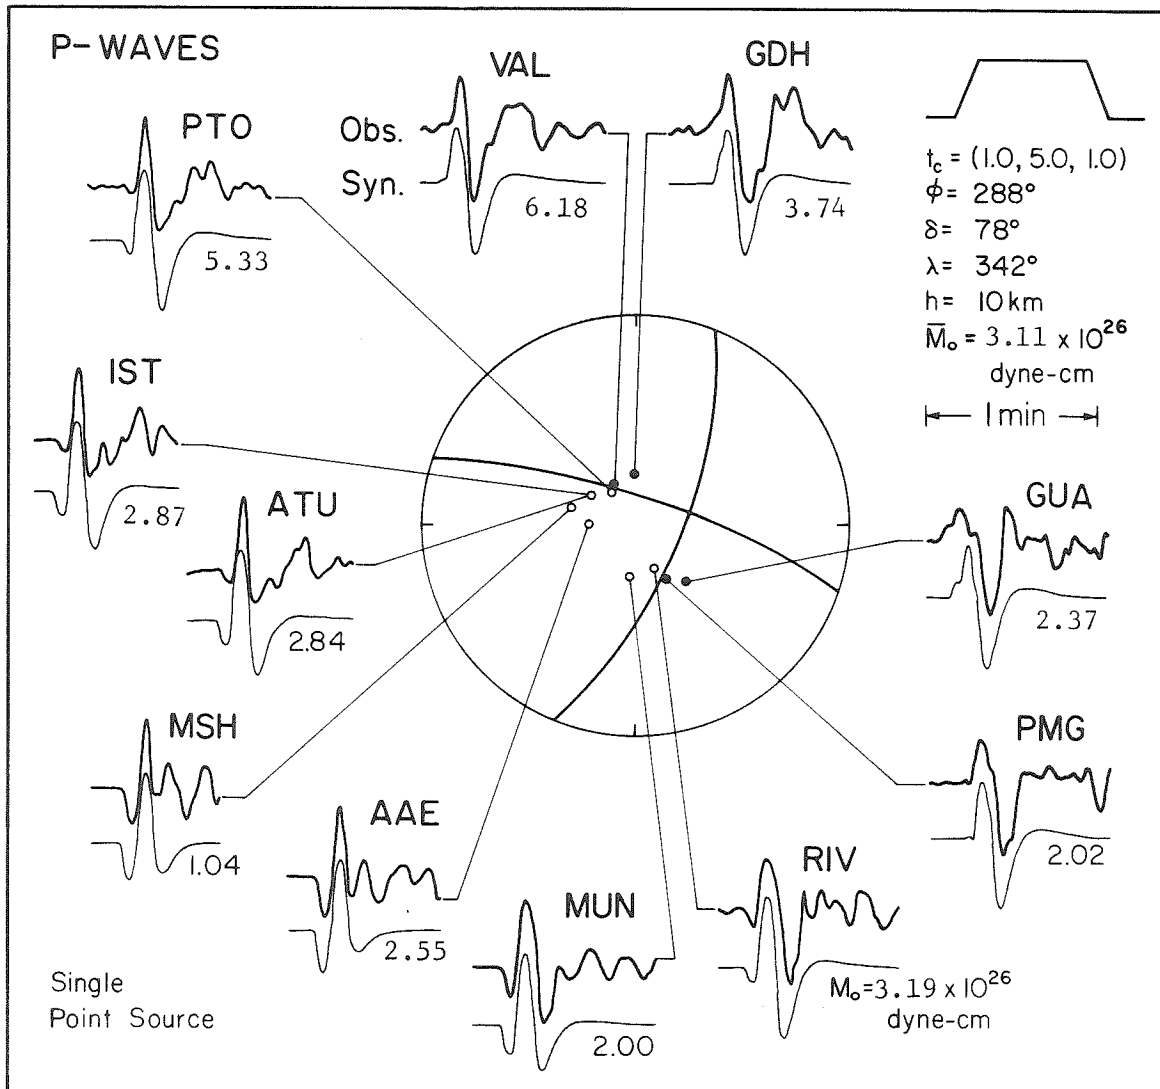 P-WAVES
VAL
GDH
PTO
Obs.
Syn.
6.18
3.74
5.33
t_c = (1.0, 5.0, 1.0)
ϕ = 288°
δ = 78°
λ = 342°
h = 10 km
M̅₀ = 3.11 x 10²⁶
dyne-cm
1 min
IST
2.87
ATU
2.84
GUA
2.37
MSH
1.04
PMG
2.02
AAE
2.55
MUN
2.00
RIV
M₀=3.19 x 10²⁶
dyne-cm
Single
Point Source